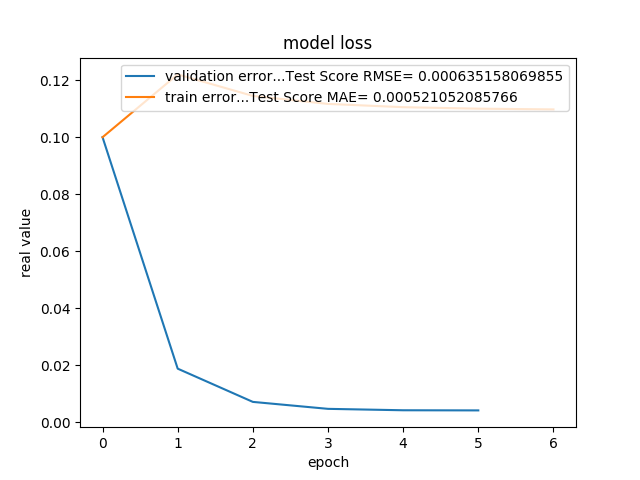 model loss
validation error...Test Score RMSE= 0.000635158069855
train error...Test Score MAE= 0.000521052085766
0.12
0.10
0.08
0.06
0.04
0.02
0.00
real value
0 1 2 3 4 5 6
epoch